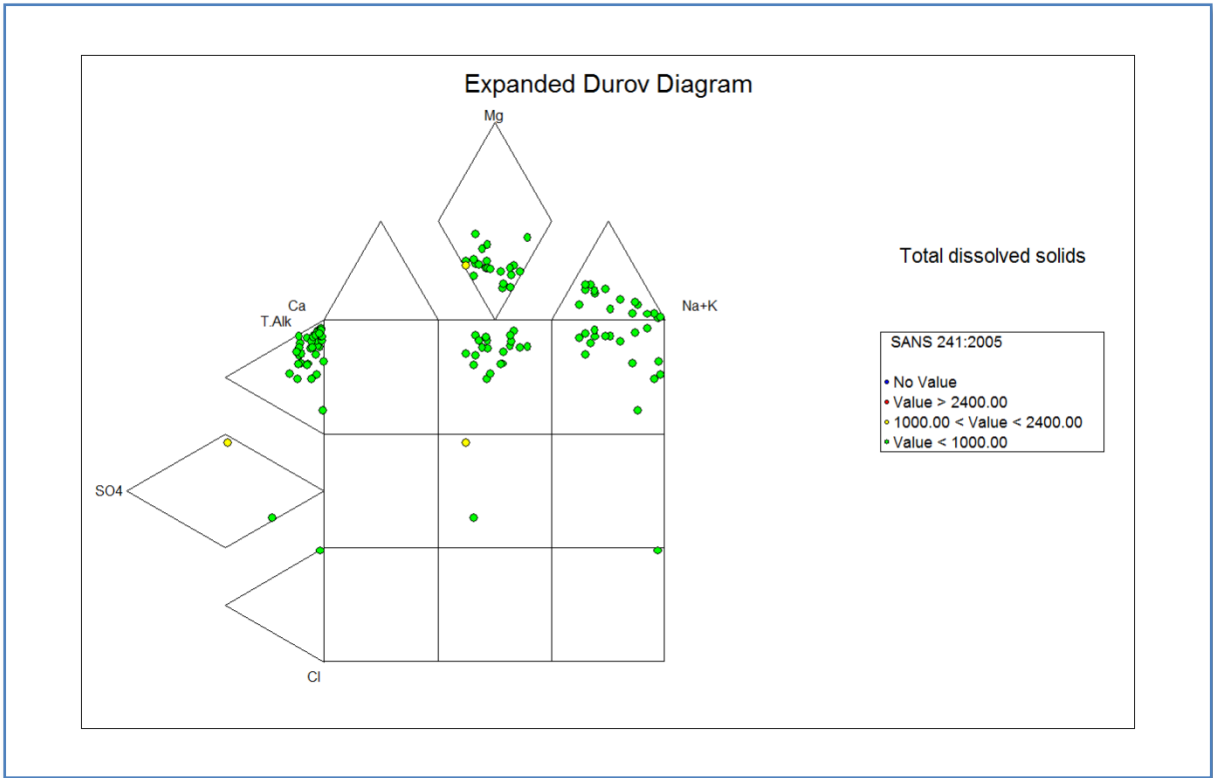 Expanded Durov Diagram
Mg
Total dissolved solids
Ca
Na+K
T.Alk
SANS 241:2005
No Value
Value > 2400.00
1000.00 < Value < 2400.00
Value < 1000.00
SO4
Cl